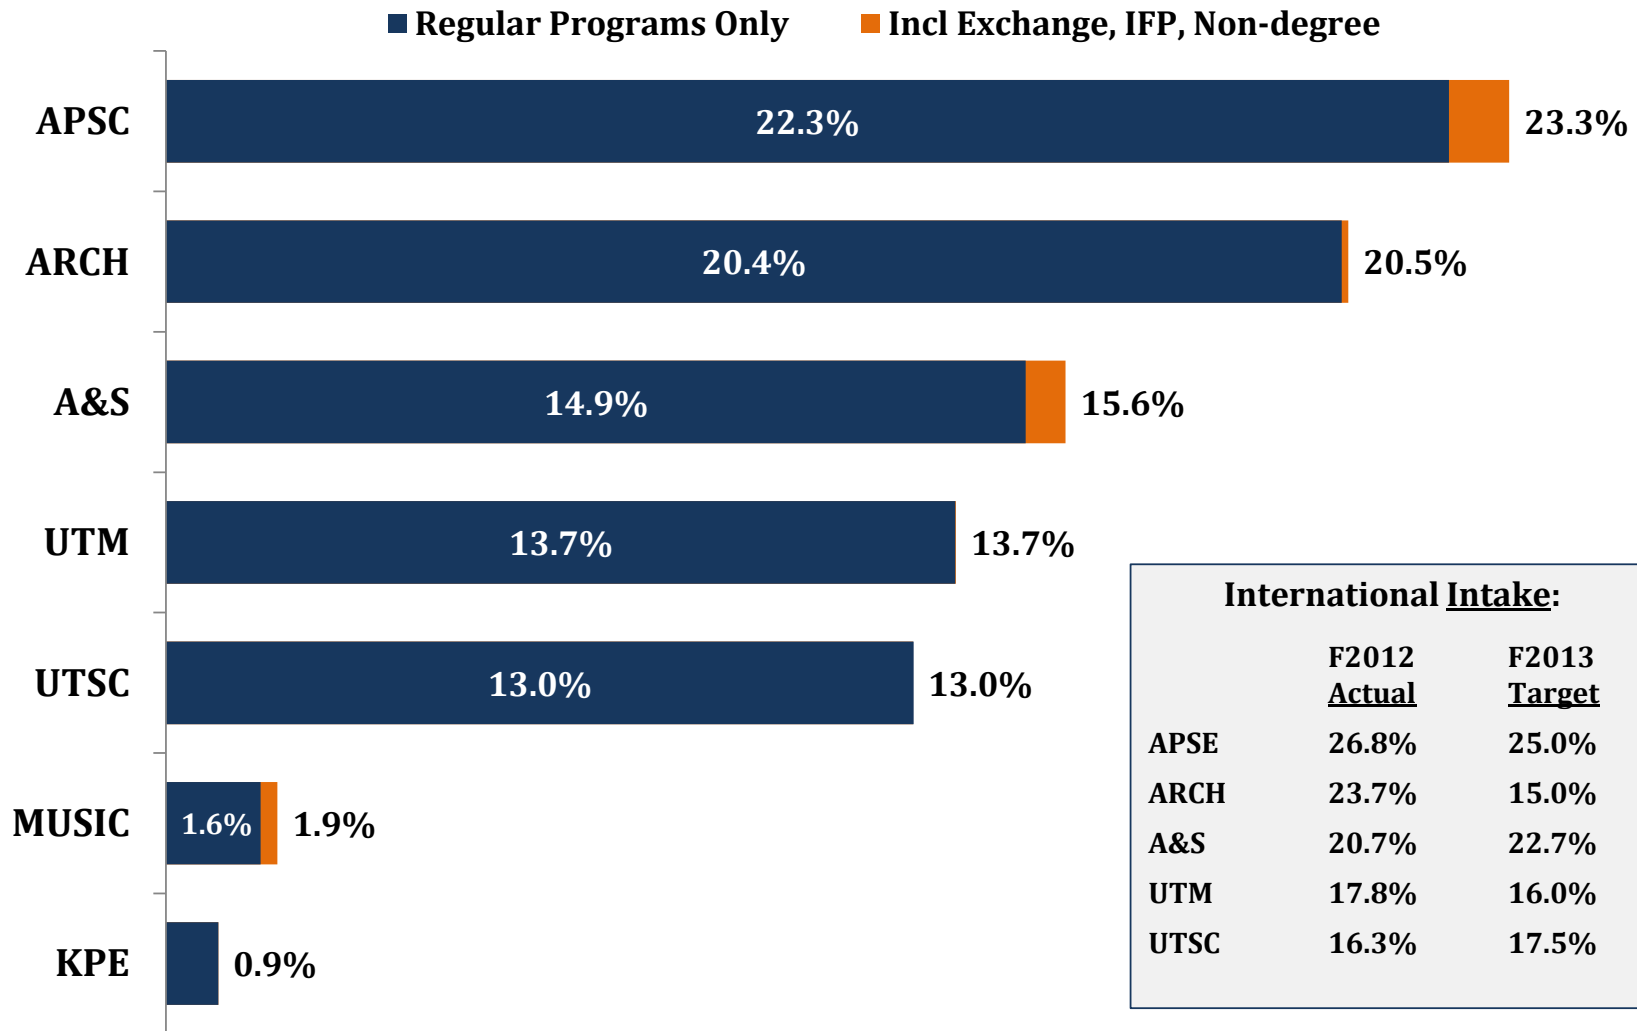 Regular Programs Only Incl Exchange, IFP, Non-degree
APSC 22.3% 23.3%
ARCH 20.4% 20.5%
A&S 14.9% 15.6%
UTM 13.7% 13.7%
UTSC 13.0% 13.0%
MUSIC 1.6% 1.9%
KPE 0.9%
International Intake:
F2012 F2013
Actual Target
APSE 26.8% 25.0%
ARCH 23.7% 15.0%
A&S 20.7% 22.7%
UTM 17.8% 16.0%
UTSC 16.3% 17.5%